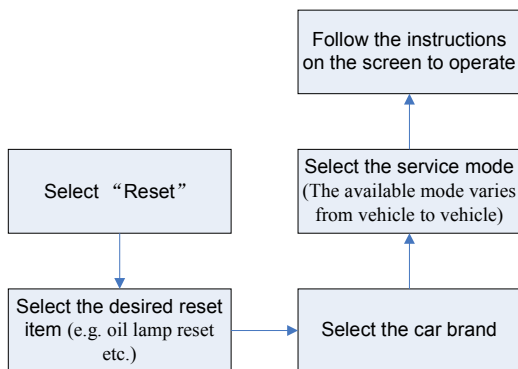 Select “Reset”
Select the desired reset
item (e.g. oil lamp reset
etc.)
Select the car brand
Select the service mode
(The available mode varies
from vehicle to vehicle)
Follow the instructions
on the screen to operate